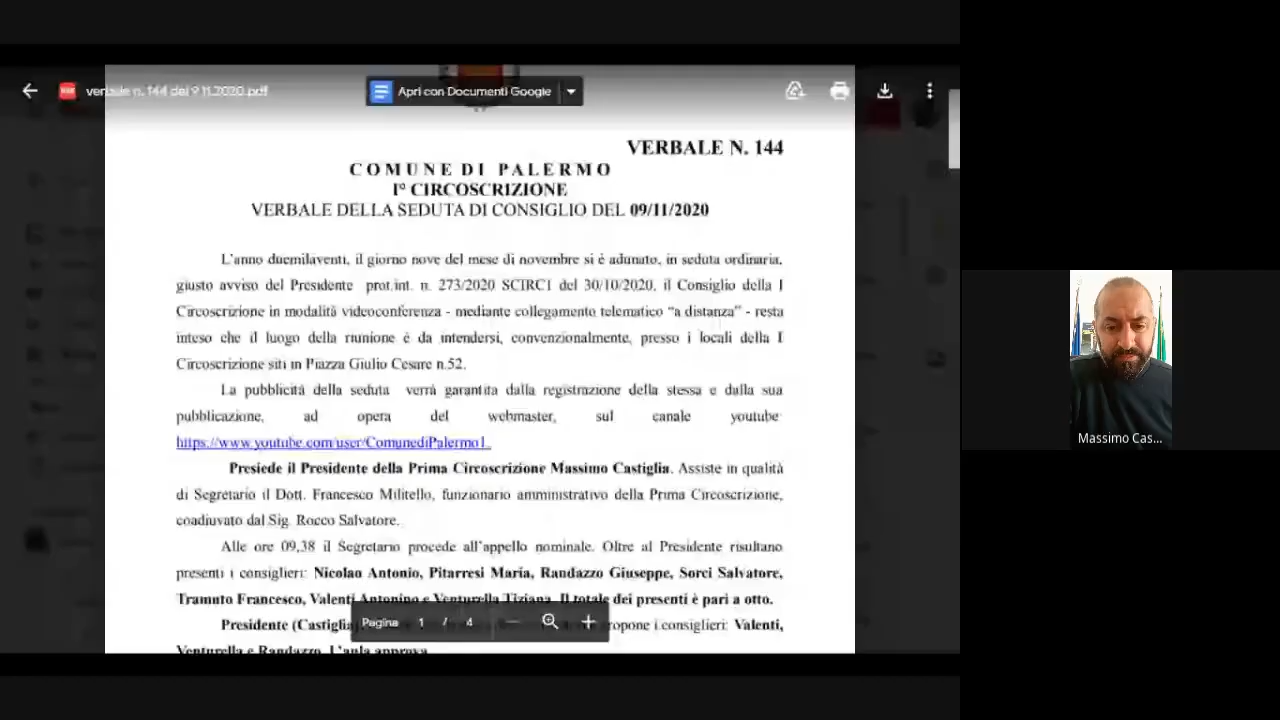 verbale n. 144 del 9.11.2020.pdf
Apri con Documenti Google
VERBALE N. 144
COMUNE DI PALERMO
I° CIRCOSCRIZIONE
VERBALE DELLA SEDUTA DI CONSIGLIO DEL 09/11/2020
L'anno duemilaventi, il giorno nove del mese di novembre si è adunato, in seduta ordinaria,
giusto avviso del Presidente prot.int. n. 273/2020 SCIRC1 del 30/10/2020, il Consiglio della I
Circoscrizione in modalità videoconferenza - mediante collegamento telematico “a distanza” - resta
inteso che il luogo della riunione è da intendersi, convenzionalmente, presso i locali della I
Circoscrizione siti in Piazza Giulio Cesare n.52.
La pubblicità della seduta verrà garantita dalla registrazione della stessa e dalla sua
pubblicazione, ad opera del webmaster, sul canale youtube
https://www.youtube.com/user/ComunediPalermo1.
Presiede il Presidente della Prima Circoscrizione Massimo Castiglia. Assiste in qualità
di Segretario il Dott. Francesco Militello, funzionario amministrativo della Prima Circoscrizione,
coadiuvato dal Sig. Rocco Salvatore.
Alle ore 09,38 il Segretario procede all'appello nominale. Oltre al Presidente risultano
presenti i consiglieri: Nicolao Antonio, Pitarresi Maria, Randazzo Giuseppe, Sorci Salvatore,
Tramuto Francesco, Valenti Antonino e Venturella Tiziana. Il totale dei presenti è pari a otto.
Presidente (Castiglia) propone i consiglieri: Valenti,
Venturella e Randazzo. L'aula approva.
Pagina 1 / 4
Massimo Cas...